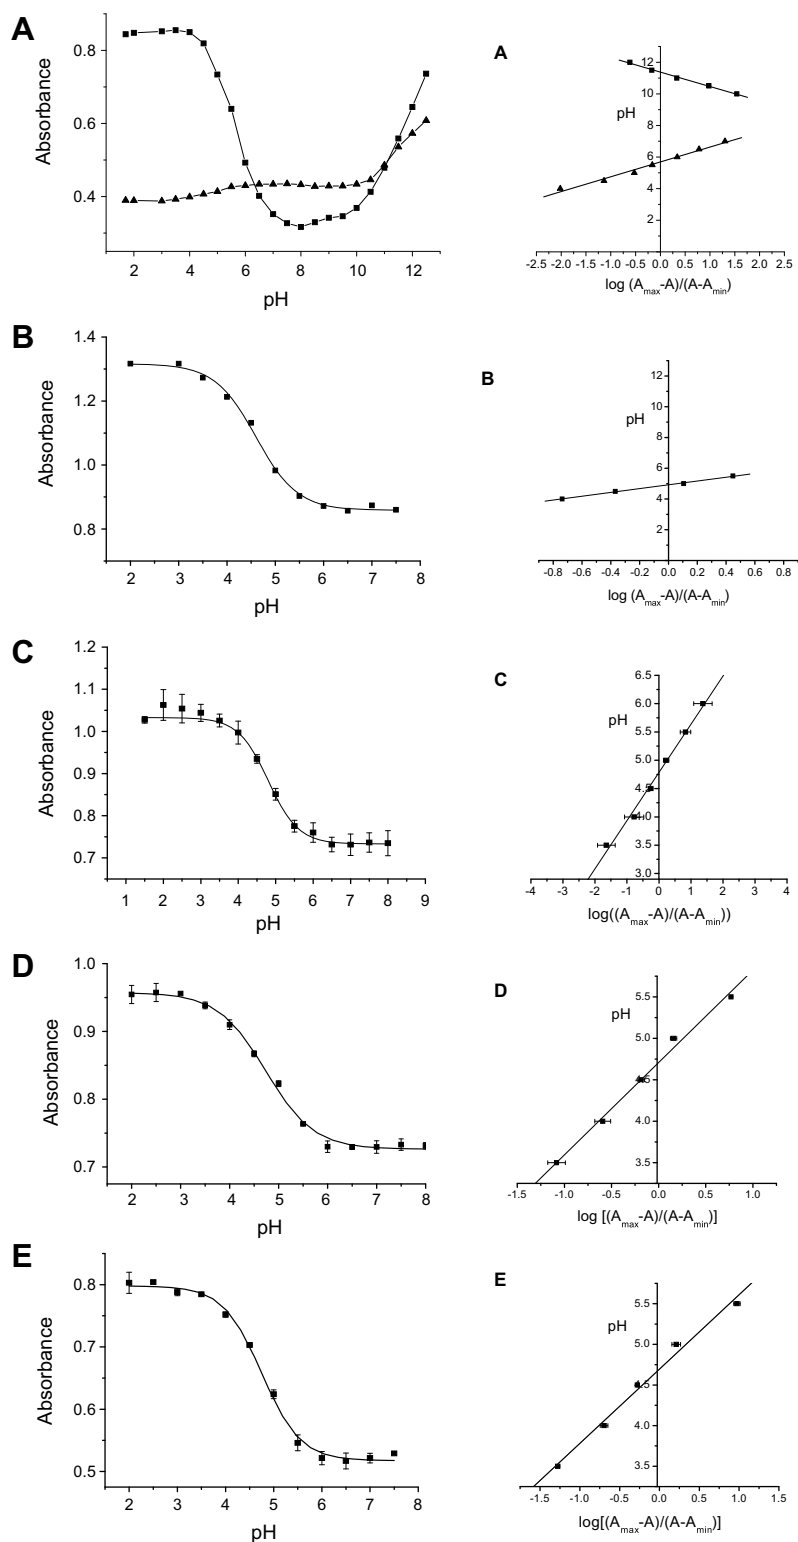 A
Absorbance
0.8
0.6
0.4
2 4 6 8 10 12
pH
A
pH
12
10
8
6
4
2
-2.5 -2.0 -1.5 -1.0 -0.5 0.0 0.5 1.0 1.5 2.0 2.5
log (Amax-A)/(A-Amin)
B
Absorbance
1.4
1.2
1.0
0.8
2 3 4 5 6 7 8
pH
B
pH
12
10
8
6
4
2
-0.8 -0.6 -0.4 -0.2 0.0 0.2 0.4 0.6 0.8
log (Amax-A)/(A-Amin)
C
Absorbance
1.2
1.1
1.0
0.9
0.8
0.7
1 2 3 4 5 6 7 8 9
pH
C
pH
6.5
6.0
5.5
5.0
4.5
4.0
3.5
3.0
-4 -3 -2 -1 0 1 2 3 4
log((Amax-A)/(A-Amin))
D
Absorbance
1.0
0.9
0.8
0.7
2 3 4 5 6 7 8
pH
D
pH
5.5
5.0
4.5
4.0
3.5
-1.5 -1.0 -0.5 0.0 0.5 1.0
log [(Amax-A)/(A-Amin)]
E
Absorbance
0.8
0.7
0.6
0.5
2 3 4 5 6 7 8
pH
E
pH
5.5
5.0
4.5
4.0
3.5
-1.5 -1.0 -0.5 0.0 0.5 1.0 1.5
log[(Amax-A)/(A-Amin)]